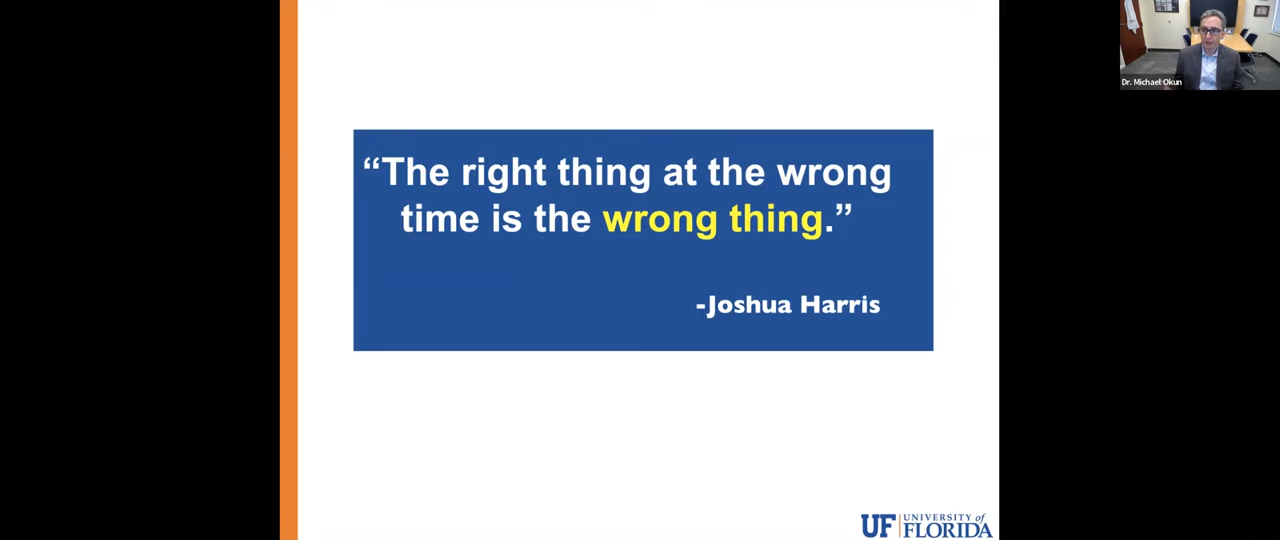 Dr. Michael Okun
“The right thing at the wrong
time is the wrong thing.”
-Joshua Harris
UF UNIVERSITY of
FLORIDA